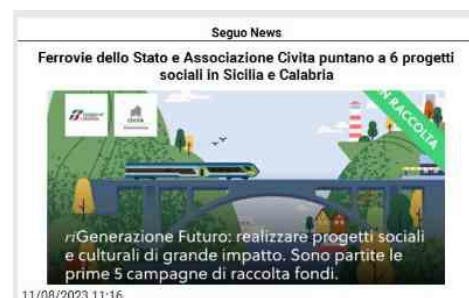 Seguo News
Ferrovie dello Stato e Associazione Civita puntano a 6 progetti
sociali in Sicilia e Calabria
IN RACCOLTA
civita
riGenerazione Futuro: realizzare progetti sociali
e culturali di grande impatto. Sono partite le
prime 5 campagne di raccolta fondi.
11/08/2023 11:16